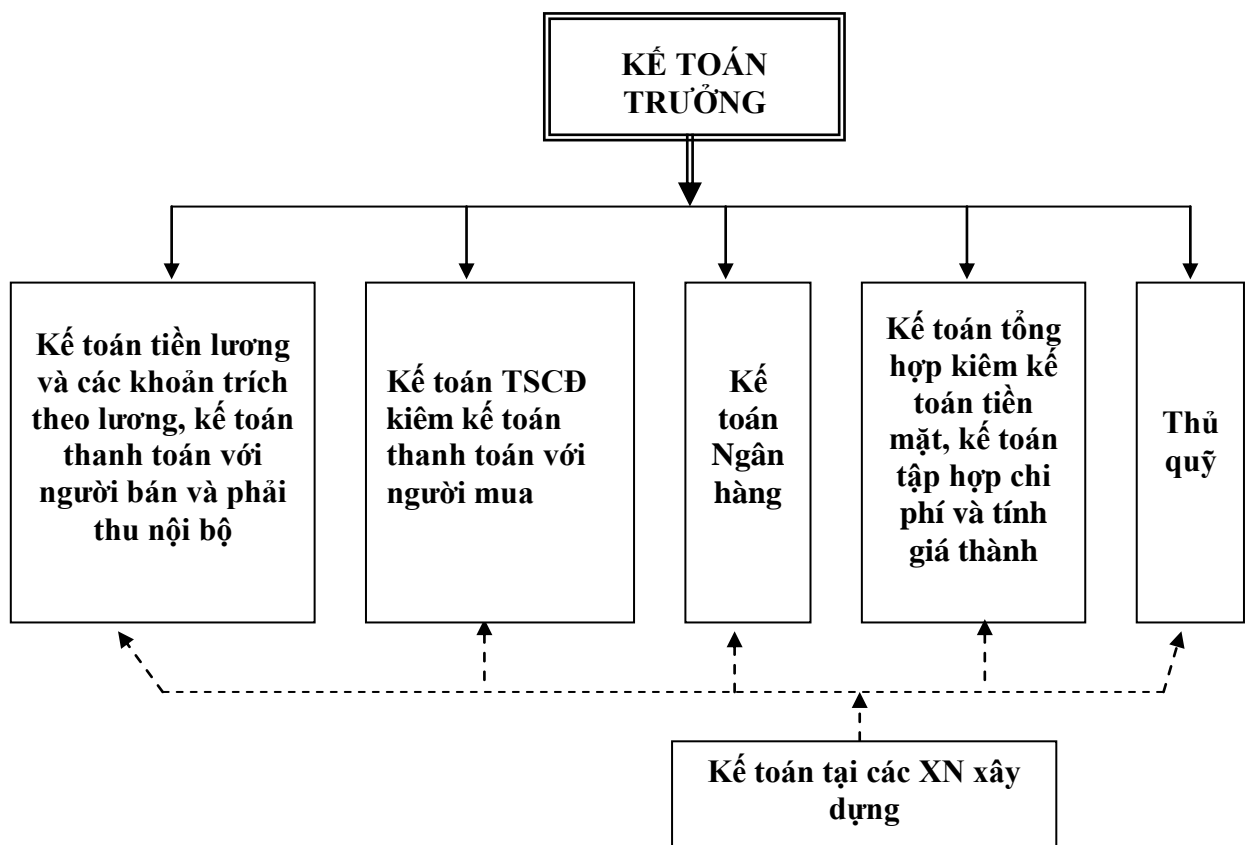 KẾ TOÁN
TRƯỞNG
Kế toán tiền lương
và các khoản trích
theo lương, kế toán
thanh toán với
người bán và phải
thu nội bộ
Kế toán TSCĐ
kiêm kế toán
thanh toán với
người mua
Kế
toán
Ngân
hàng
Kế toán tổng
hợp kiêm kế
toán tiền
mặt, kế toán
tập hợp chi
phí và tính
giá thành
Thủ
quỹ
Kế toán tại các XN xây
dựng